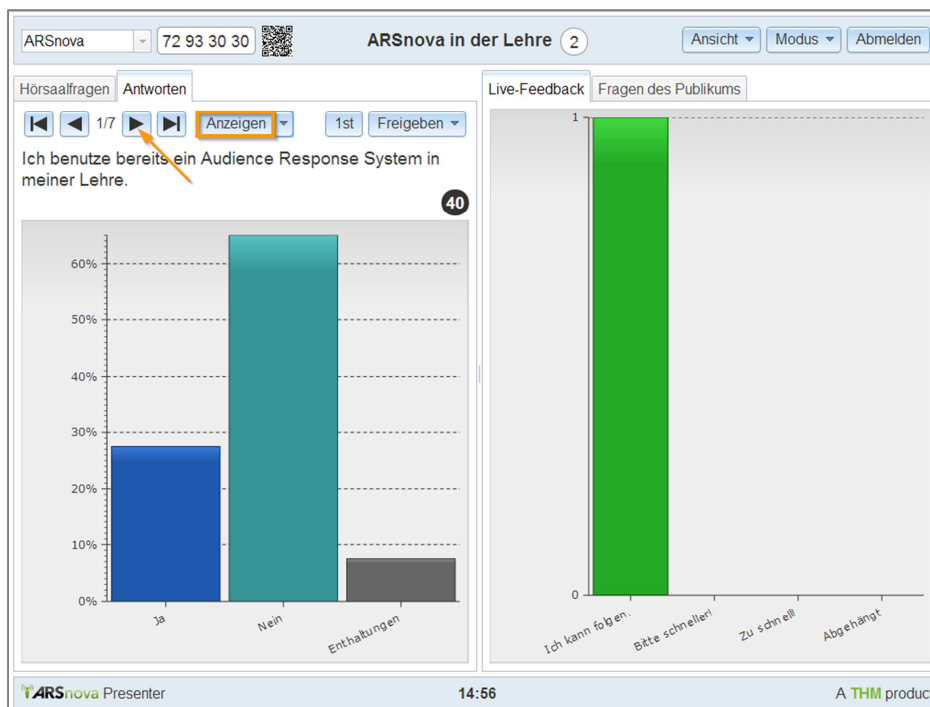 ARSnova
72 93 30 30
ARSnova in der Lehre 2
Ansicht
Modus
Abmelden
Hörsaalfragen
Antworten
1/7
Anzeigen
1st
Freigeben
Ich benutze bereits ein Audience Response System in
meiner Lehre.
40
60%
50%
40%
30%
20%
10%
0%
Ja
Nein
Enthaltungen
Live-Feedback
Fragen des Publikums
1
0
Ich kann folgen.
Bitte schneller!
Zu schnell!
Abgehängt
ARSnova Presenter
14:56
A THM product